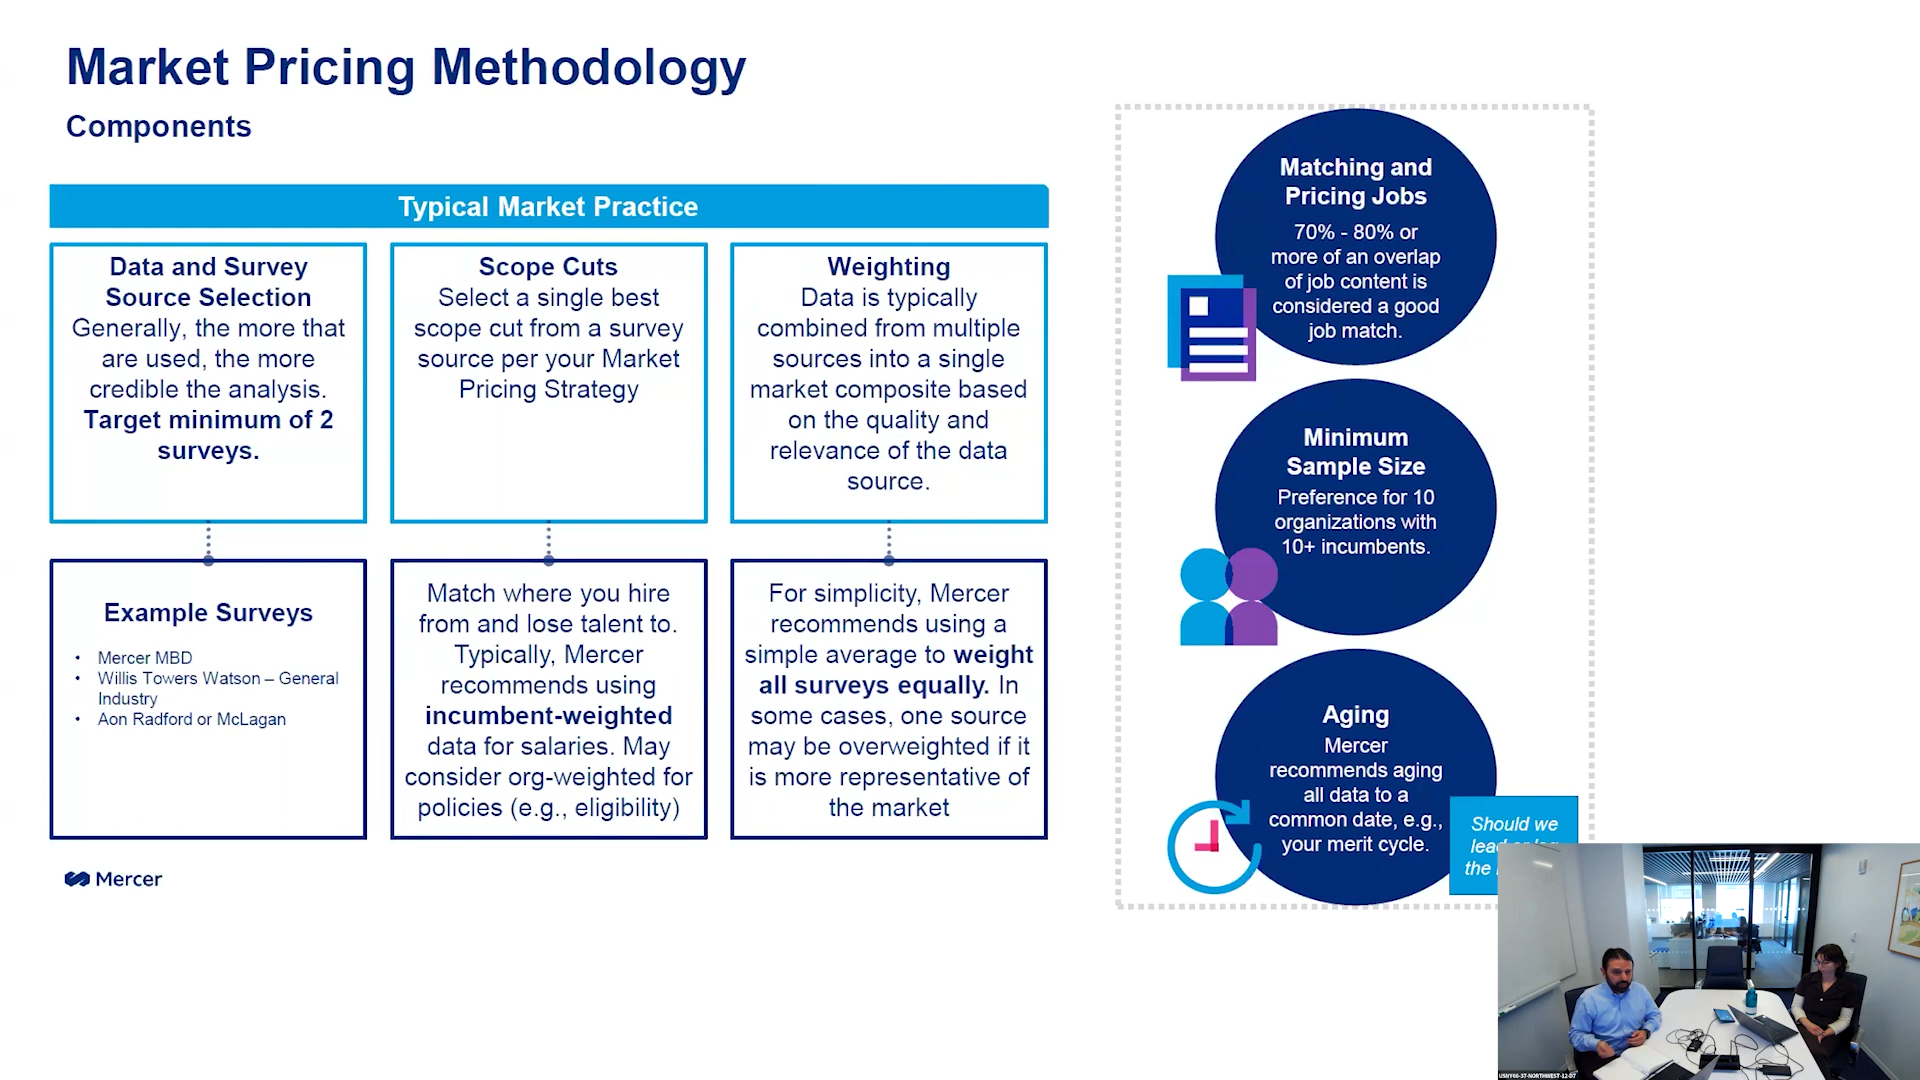 Market Pricing Methodology
Components
Typical Market Practice
Data and Survey
Source Selection
Generally, the more that
are used, the more
credible the analysis.
Target minimum of 2
surveys.
Scope Cuts
Select a single best
scope cut from a survey
source per your Market
Pricing Strategy
Weighting
Data is typically
combined from multiple
sources into a single
market composite based
on the quality and
relevance of the data
source.
Example Surveys
• Mercer MBD
• Willis Towers Watson – General
Industry
• Aon Radford or McLagan
Match where you hire
from and lose talent to.
Typically, Mercer
recommends using
incumbent-weighted
data for salaries. May
consider org-weighted for
policies (e.g., eligibility)
For simplicity, Mercer
recommends using a
simple average to weight
all surveys equally. In
some cases, one source
may be overweighted if it
is more representative of
the market
Matching and
Pricing Jobs
70% - 80% or
more of an overlap
of job content is
considered a good
job match.
Minimum
Sample Size
Preference for 10
organizations with
10+ incumbents.
Aging
Mercer
recommends aging
all data to a
common date, e.g.,
your merit cycle.
Should we
lead or lag
the
Mercer